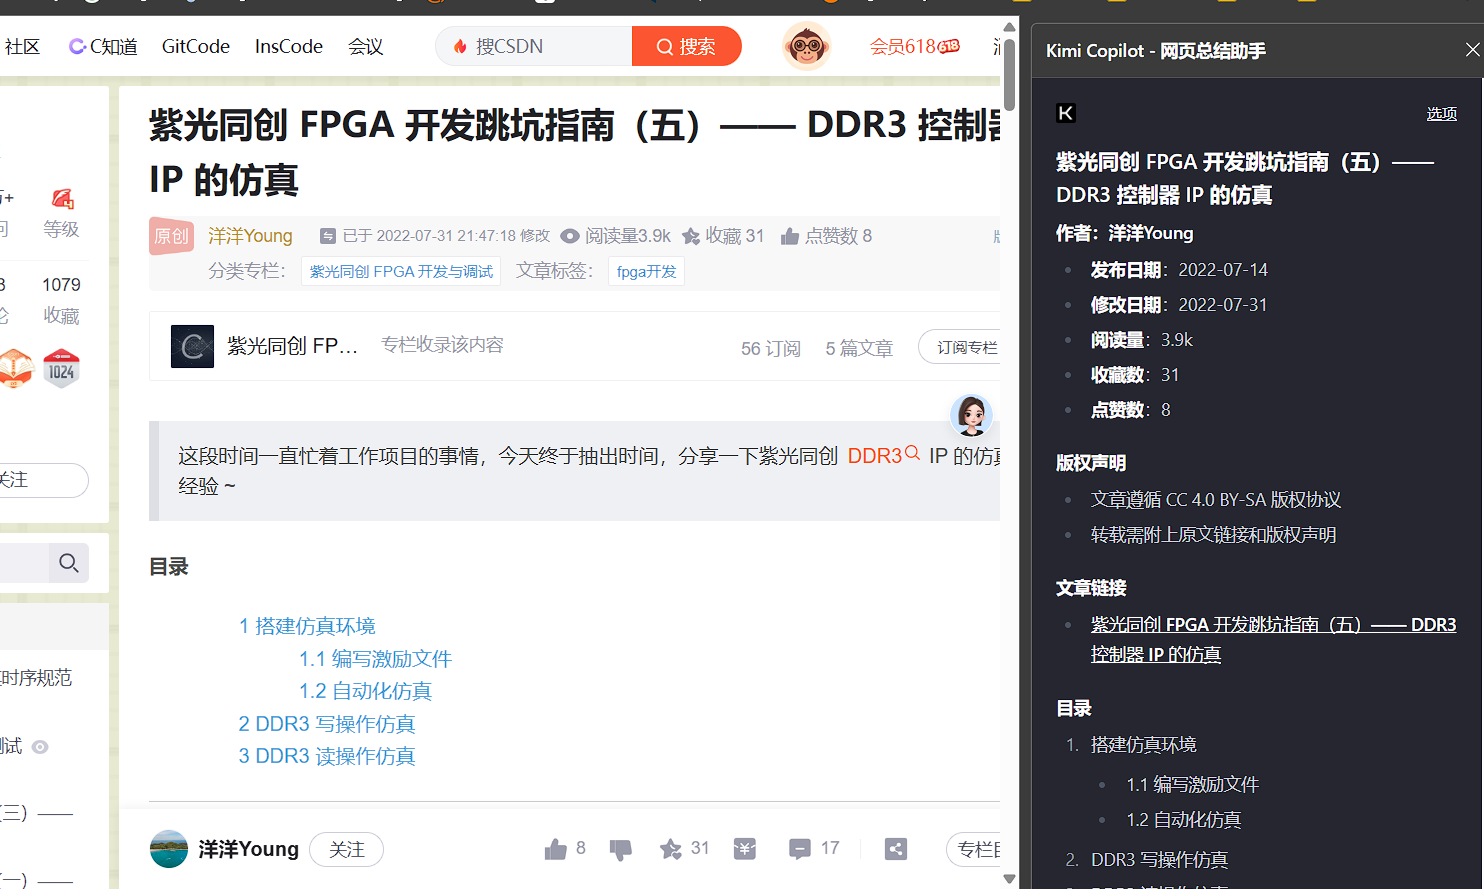 社区
C知道
GitCode
InsCode
会议
搜CSDN
搜索
会员618
等级
1079
收藏
1024
关注
时序规范
测试
（三）——
（一）——
紫光同创 FPGA 开发跳坑指南（五）—— DDR3 控制器
IP 的仿真
原创
洋洋Young
已于 2022-07-31 21:47:18 修改
阅读量3.9k
收藏 31
点赞数 8
分类专栏：
紫光同创 FPGA 开发与调试
文章标签：
fpga开发
紫光同创 FP...
专栏收录该内容
56 订阅
5 篇文章
订阅专栏
这段时间一直忙着工作项目的事情，今天终于抽出时间，分享一下紫光同创 DDR3 IP 的仿真
经验 ~
目录
1 搭建仿真环境
1.1 编写激励文件
1.2 自动化仿真
2 DDR3 写操作仿真
3 DDR3 读操作仿真
洋洋Young
关注
8
31
17
专栏目
Kimi Copilot - 网页总结助手
选项
紫光同创 FPGA 开发跳坑指南（五）——
DDR3 控制器 IP 的仿真
作者：洋洋Young
发布日期：2022-07-14
修改日期：2022-07-31
阅读量：3.9k
收藏数：31
点赞数：8
版权声明
文章遵循 CC 4.0 BY-SA 版权协议
转载需附上原文链接和版权声明
文章链接
紫光同创 FPGA 开发跳坑指南（五）—— DDR3
控制器 IP 的仿真
目录
1. 搭建仿真环境
1.1 编写激励文件
1.2 自动化仿真
2. DDR3 写操作仿真